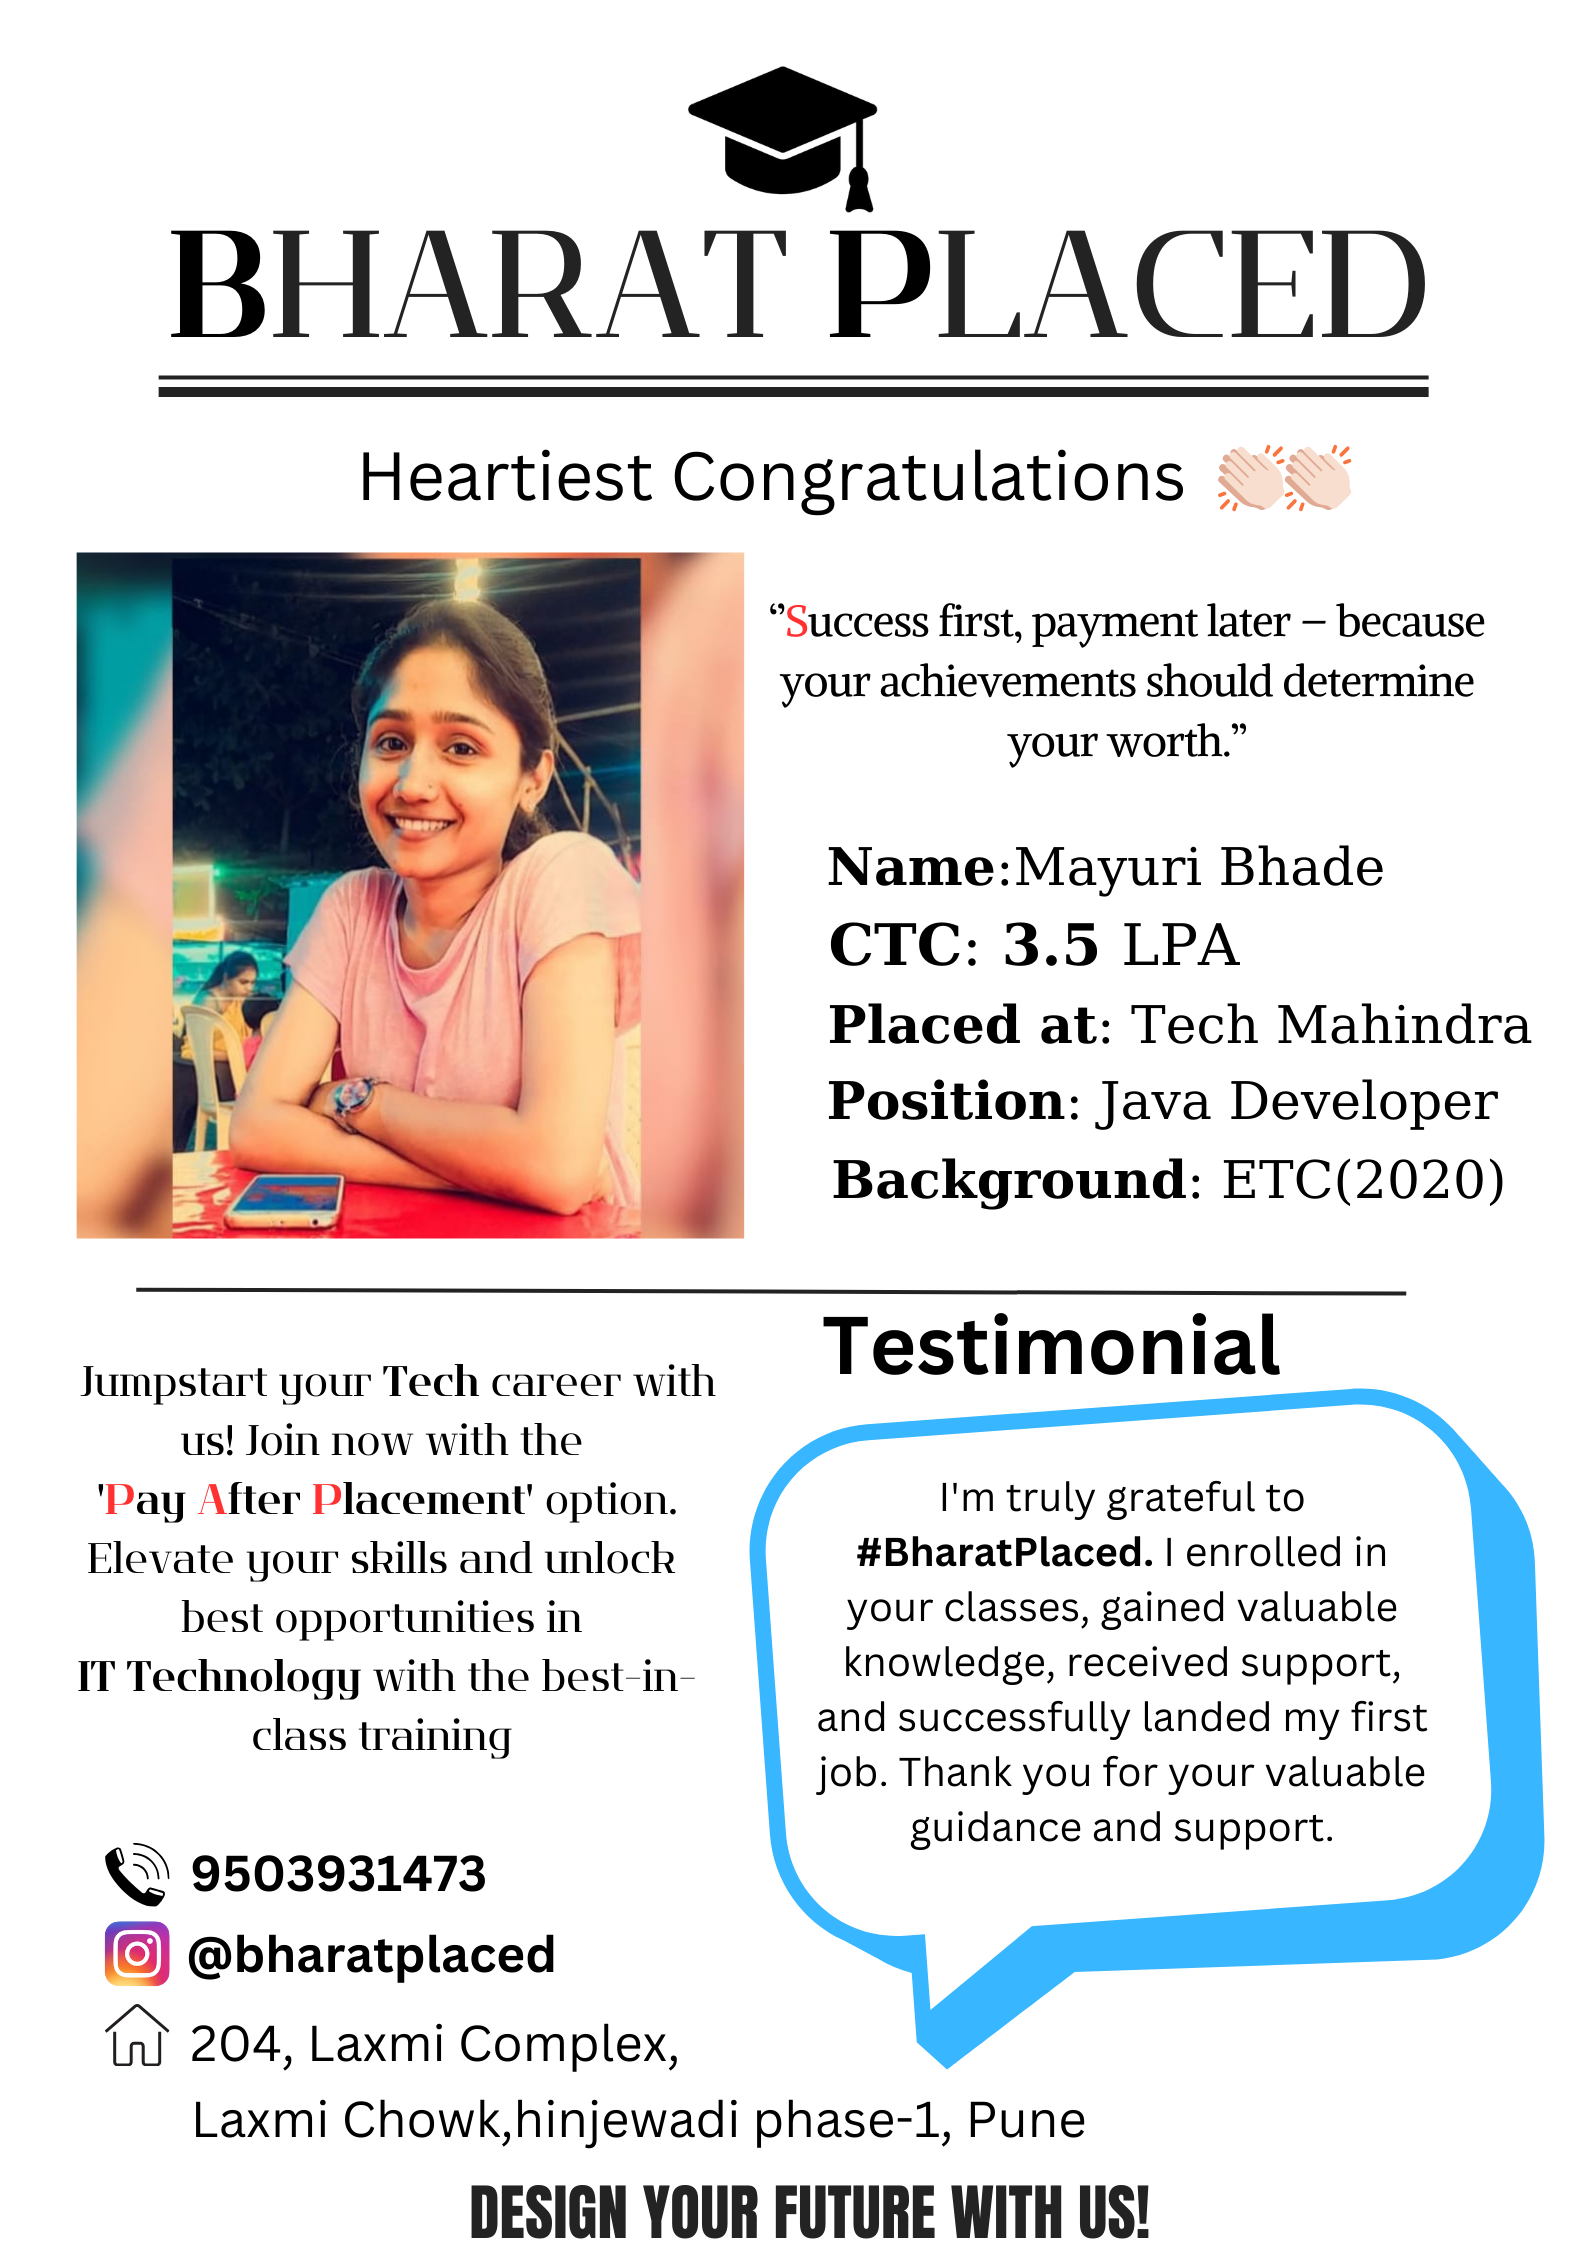 BHARAT PLACED
Heartiest Congratulations 👏🏻👏🏻
“Success first, payment later – because
your achievements should determine
your worth.”
Name:Mayuri Bhade
CTC: 3.5 LPA
Placed at: Tech Mahindra
Position: Java Developer
Background: ETC(2020)
Jumpstart your Tech career with
us! Join now with the
'Pay After Placement' option.
Elevate your skills and unlock
best opportunities in
IT Technology with the best-in-
class training
Testimonial
I'm truly grateful to
#BharatPlaced. I enrolled in
your classes, gained valuable
knowledge, received support,
and successfully landed my first
job. Thank you for your valuable
guidance and support.
9503931473
@bharatplaced
204, Laxmi Complex,
Laxmi Chowk,hinjewadi phase-1, Pune
DESIGN YOUR FUTURE WITH US!